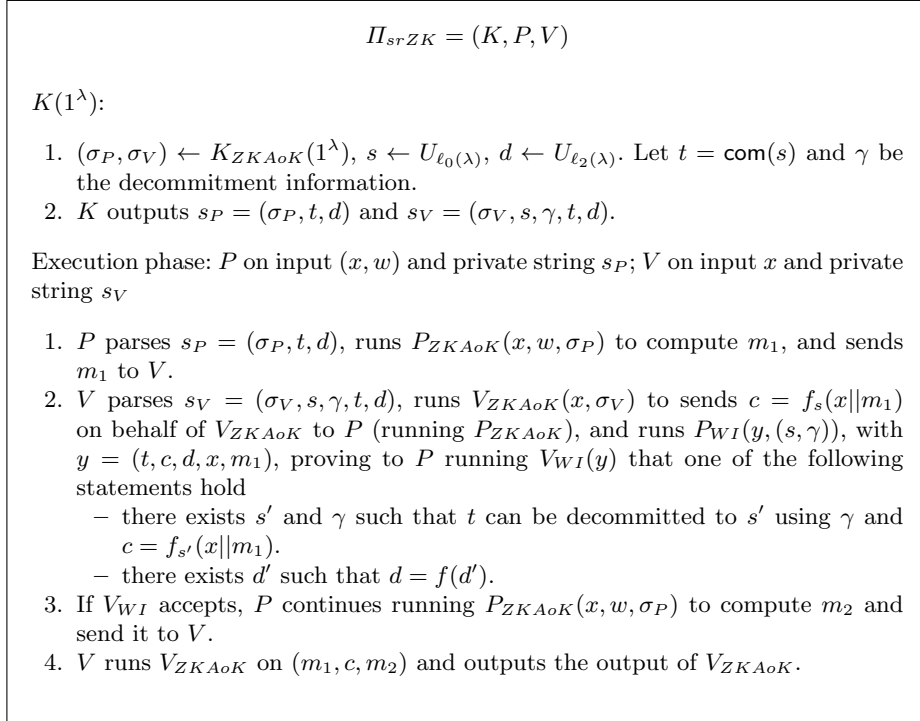 Π_{srZK} = (K, P, V)
K(1^λ):
1. (σ_P, σ_V) ← K_{ZKAoK}(1^λ), s ← U_{ℓ_0(λ)}, d ← U_{ℓ_2(λ)}. Let t = com(s) and γ be
the decommitment information.
2. K outputs s_P = (σ_P, t, d) and s_V = (σ_V, s, γ, t, d).
Execution phase: P on input (x, w) and private string s_P; V on input x and private
string s_V
1. P parses s_P = (σ_P, t, d), runs P_{ZKAoK}(x, w, σ_P) to compute m_1, and sends
m_1 to V.
2. V parses s_V = (σ_V, s, γ, t, d), runs V_{ZKAoK}(x, σ_V) to sends c = f_s(x||m_1)
on behalf of V_{ZKAoK} to P (running P_{ZKAoK}), and runs P_{WI}(y, (s, γ)), with
y = (t, c, d, x, m_1), proving to P running V_{WI}(y) that one of the following
statements hold
– there exists s′ and γ such that t can be decommitted to s′ using γ and
c = f_{s′}(x||m_1).
– there exists d′ such that d = f(d′).
3. If V_{WI} accepts, P continues running P_{ZKAoK}(x, w, σ_P) to compute m_2 and
send it to V.
4. V runs V_{ZKAoK} on (m_1, c, m_2) and outputs the output of V_{ZKAoK}.